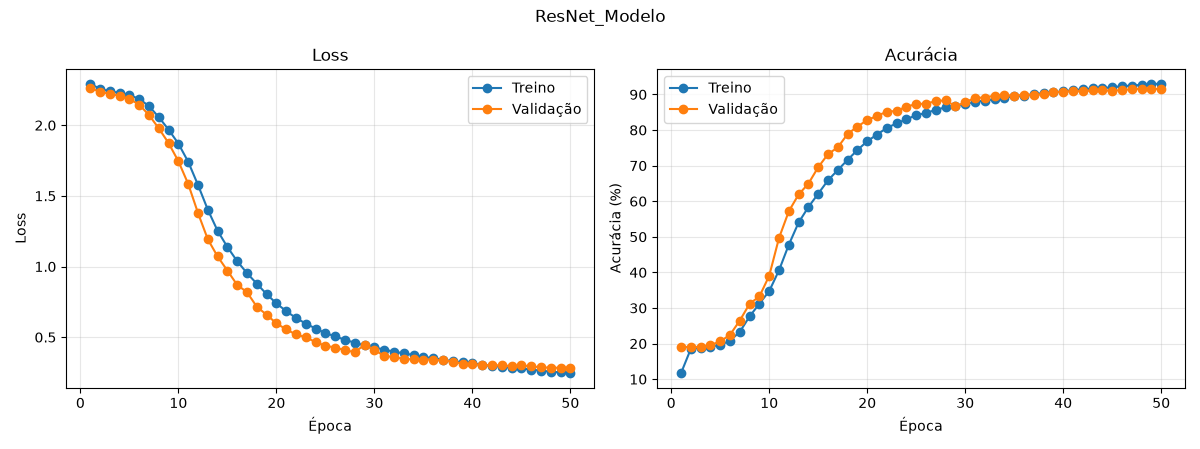 ResNet_Modelo
Loss
Loss
2.0
1.5
1.0
0.5
0 10 20 30 40 50
Época
Treino
Validação
Acurácia
Acurácia (%)
90
80
70
60
50
40
30
20
10
0 10 20 30 40 50
Época
Treino
Validação